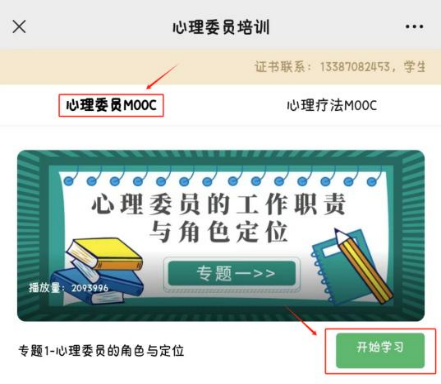 心理委员培训
证书联系：13387082453，学生
心理委员MOOC
心理疗法MOOC
心理委员的工作职责
与角色定位
专题一>>
播放量：2093996
专题1-心理委员的角色与定位
开始学习